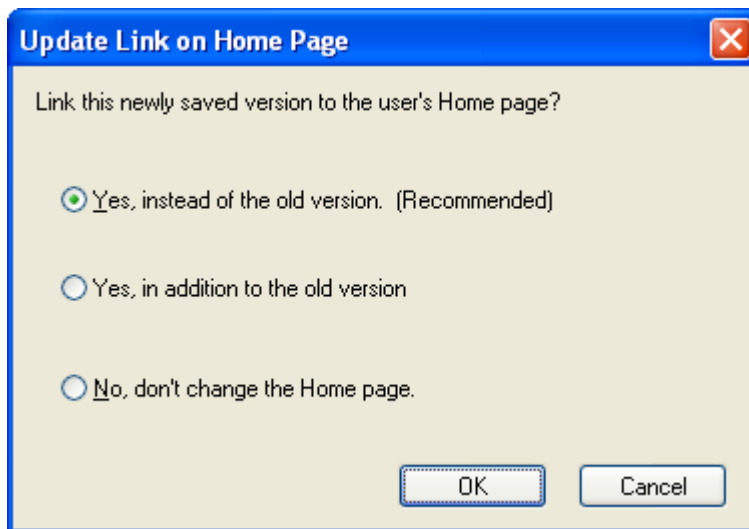 Update Link on Home Page
Link this newly saved version to the user's Home page?
Yes, instead of the old version.  (Recommended)
Yes, in addition to the old version
No, don't change the Home page.
OK Cancel